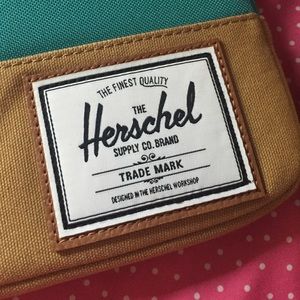 THE FINEST QUALITY
THE
Herschel
SUPPLY CO. BRAND
TRADE MARK
DESIGNED IN THE HERSCHEL WORKSHOP